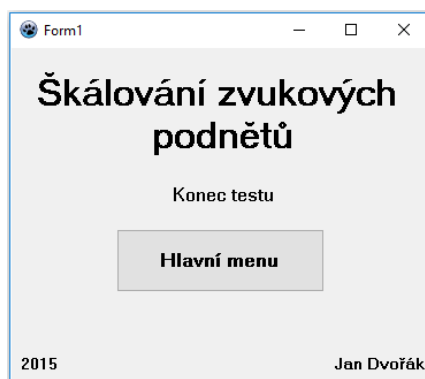 Form1
Škálování zvukových
podnětů
Konec testu
Hlavní menu
2015 Jan Dvořák